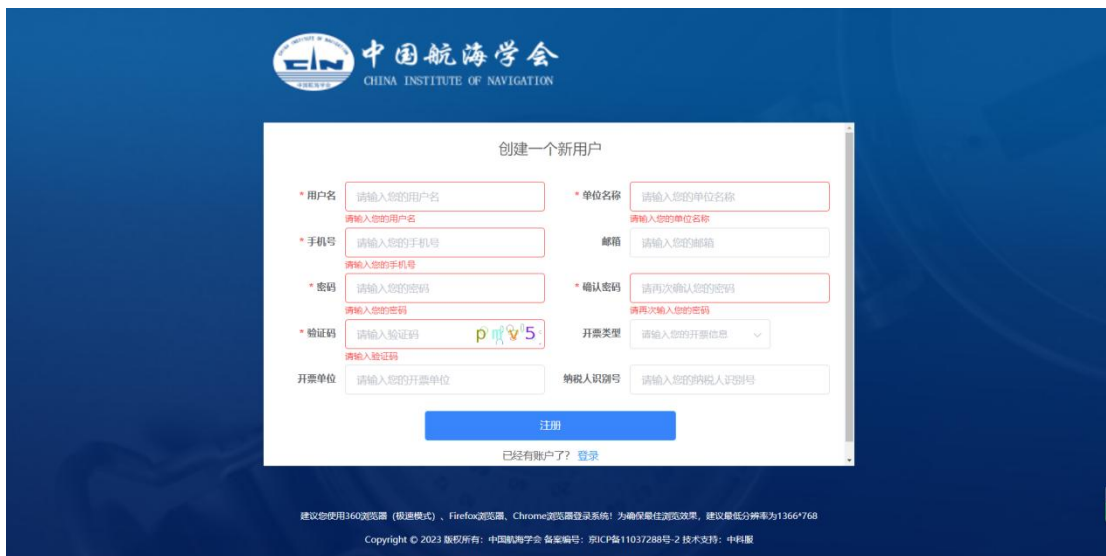 中国航海学会
CHINA INSTITUTE OF NAVIGATION
创建一个新用户
* 用户名 请输入您的用户名 * 单位名称 请输入您的单位名称
请输入您的用户名 请输入您的单位名称
* 手机号 请输入您的手机号 邮箱 请输入您的邮箱
请输入您的手机号
* 密码 请输入您的密码 * 确认密码 请再次确认您的密码
请输入您的密码 请再次输入您的密码
* 验证码 请输入验证码 开票类型 请输入您的开票信息
请输入验证码
开票单位 请输入您的开票单位 纳税人识别号 请输入您的纳税人识别号
注册
已经有账户了? 登录
建议您使用360浏览器（极速模式）、Firefox浏览器、Chrome浏览器登录系统！为确保最佳浏览效果，建议最低分辨率为1366*768
Copyright © 2023 版权所有：中国航海学会 备案编号：京ICP备11037288号-2 技术支持：中科服